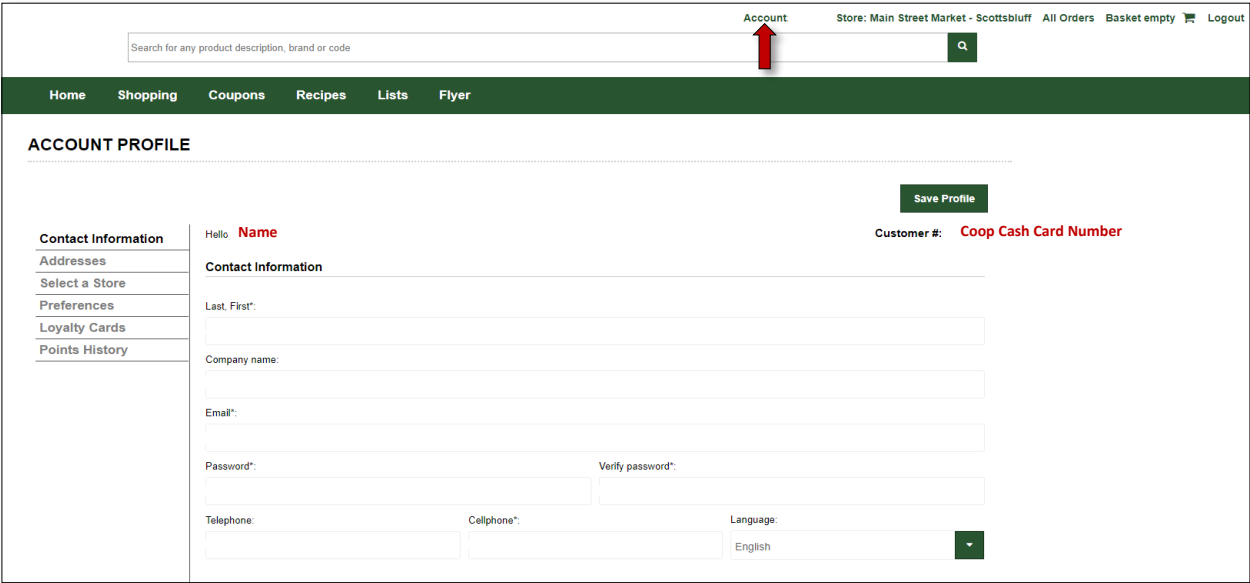 Account Store: Main Street Market - Scottsbluff All Orders Basket empty Logout
Search for any product description, brand or code
Home Shopping Coupons Recipes Lists Flyer
ACCOUNT PROFILE
Save Profile
Contact Information
Addresses
Select a Store
Preferences
Loyalty Cards
Points History
Hello Name Customer #: Coop Cash Card Number
Contact Information
Last, First*:
Company name:
Email*:
Password*: Verify password*:
Telephone: Cellphone*: Language:
English